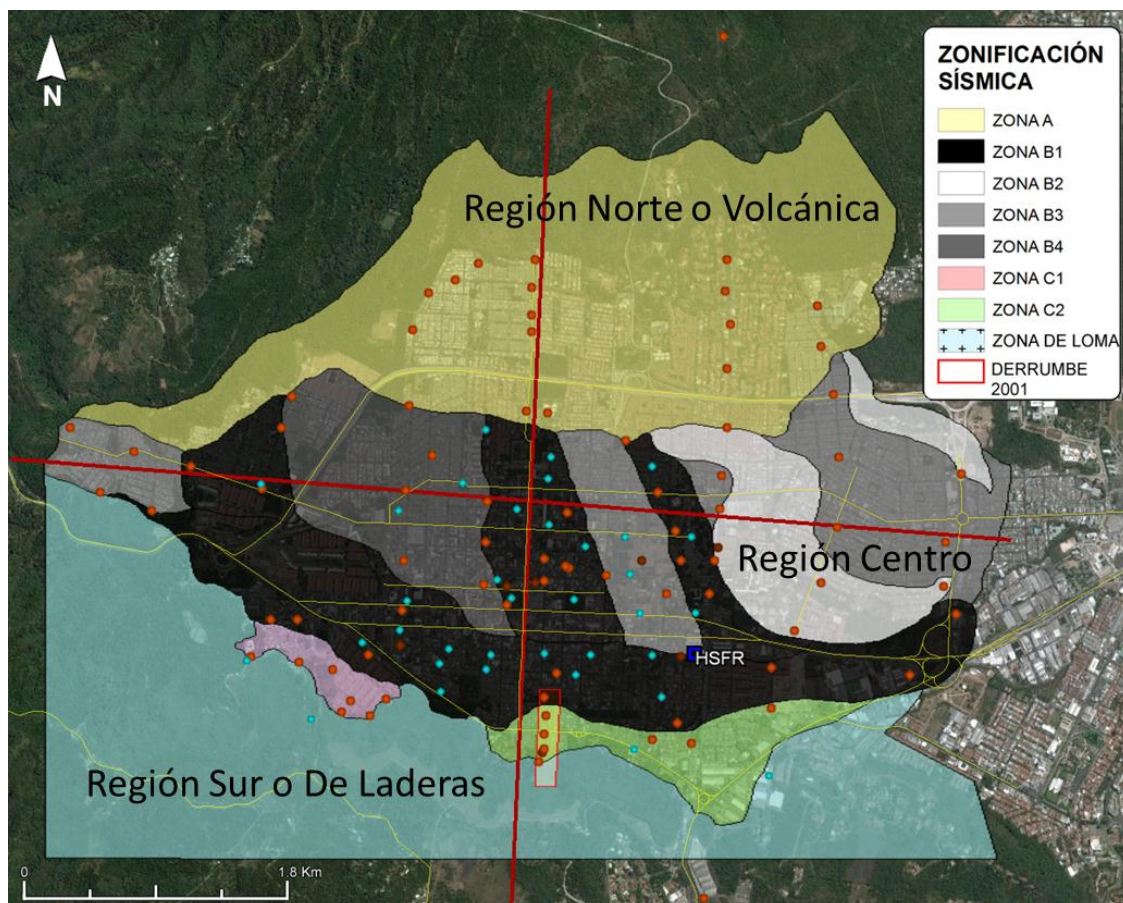 N
ZONIFICACIÓN
SÍSMICA
ZONA A
ZONA B1
ZONA B2
ZONA B3
ZONA B4
ZONA C1
ZONA C2
ZONA DE LOMA
DERRUMBE
2001
Región Norte o Volcánica
Región Centro
HSFR
Región Sur o De Laderas
0
1.8 Km